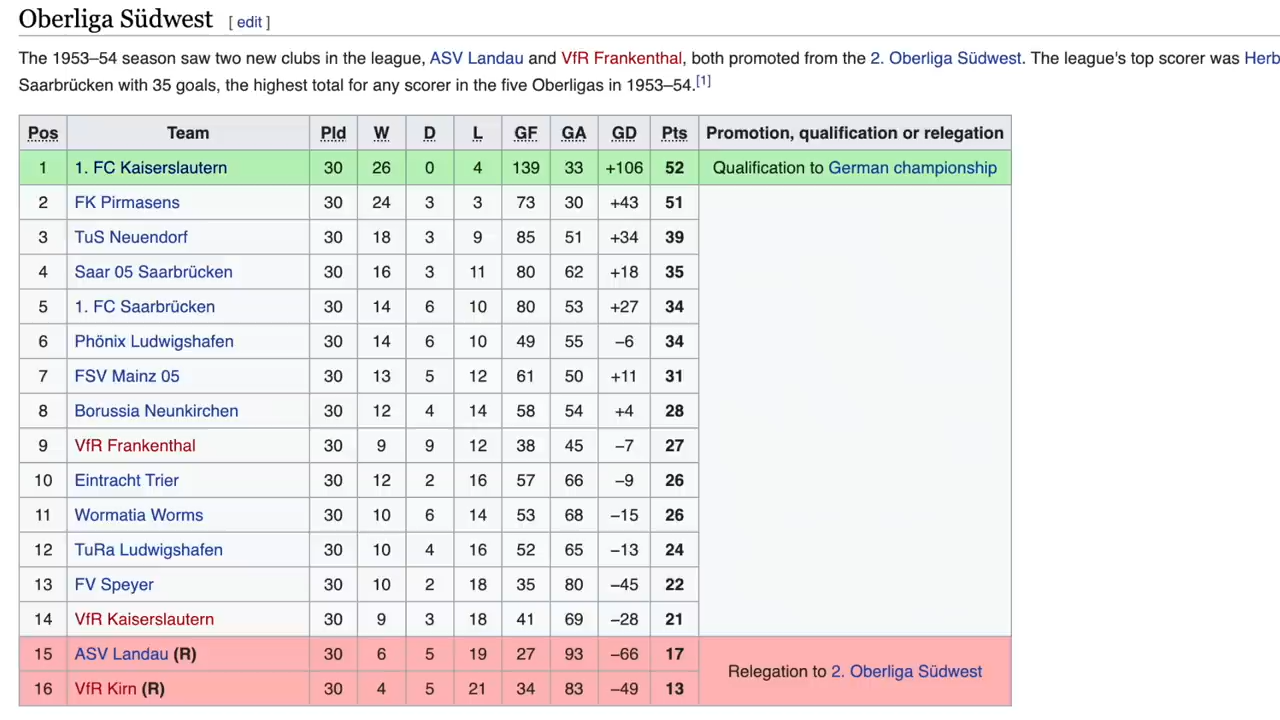 Oberliga Südwest [ edit ]
The 1953–54 season saw two new clubs in the league, ASV Landau and VfR Frankenthal, both promoted from the 2. Oberliga Südwest. The league's top scorer was Herb
Saarbrücken with 35 goals, the highest total for any scorer in the five Oberligas in 1953–54.[1]
Pos Team Pld W D L GF GA GD Pts Promotion, qualification or relegation
1 1. FC Kaiserslautern 30 26 0 4 139 33 +106 52 Qualification to German championship
2 FK Pirmasens 30 24 3 3 73 30 +43 51
3 TuS Neuendorf 30 18 3 9 85 51 +34 39
4 Saar 05 Saarbrücken 30 16 3 11 80 62 +18 35
5 1. FC Saarbrücken 30 14 6 10 80 53 +27 34
6 Phönix Ludwigshafen 30 14 6 10 49 55 −6 34
7 FSV Mainz 05 30 13 5 12 61 50 +11 31
8 Borussia Neunkirchen 30 12 4 14 58 54 +4 28
9 VfR Frankenthal 30 9 9 12 38 45 −7 27
10 Eintracht Trier 30 12 2 16 57 66 −9 26
11 Wormatia Worms 30 10 6 14 53 68 −15 26
12 TuRa Ludwigshafen 30 10 4 16 52 65 −13 24
13 FV Speyer 30 10 2 18 35 80 −45 22
14 VfR Kaiserslautern 30 9 3 18 41 69 −28 21
15 ASV Landau (R) 30 6 5 19 27 93 −66 17 Relegation to 2. Oberliga Südwest
16 VfR Kirn (R) 30 4 5 21 34 83 −49 13